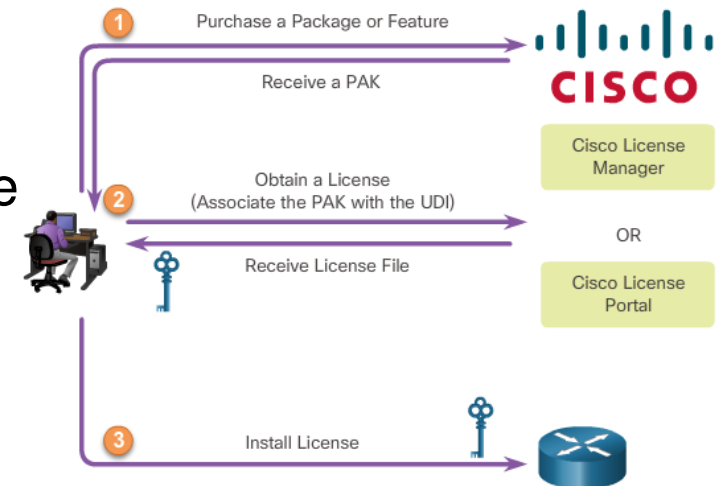 1
Purchase a Package or Feature
Receive a PAK
CISCO
Cisco License
Manager
e
2
Obtain a License
(Associate the PAK with the UDI)
OR
Receive License File
Cisco License
Portal
3
Install License